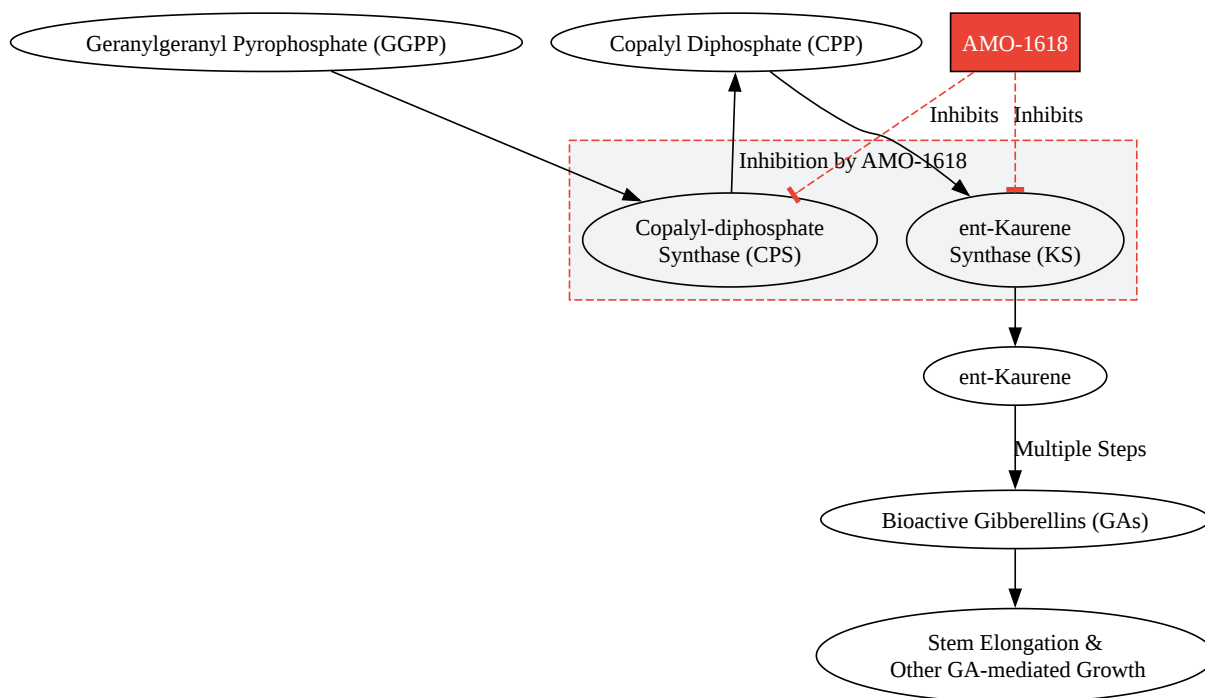 Geranylgeranyl Pyrophosphate (GGPP)
Copalyl Diphosphate (CPP)
AMO-1618
Inhibits
Inhibits
Inhibition by AMO-1618
Copalyl-diphosphate
Synthase (CPS)
ent-Kaurene
Synthase (KS)
ent-Kaurene
Multiple Steps
Bioactive Gibberellins (GAs)
Stem Elongation &
Other GA-mediated Growth